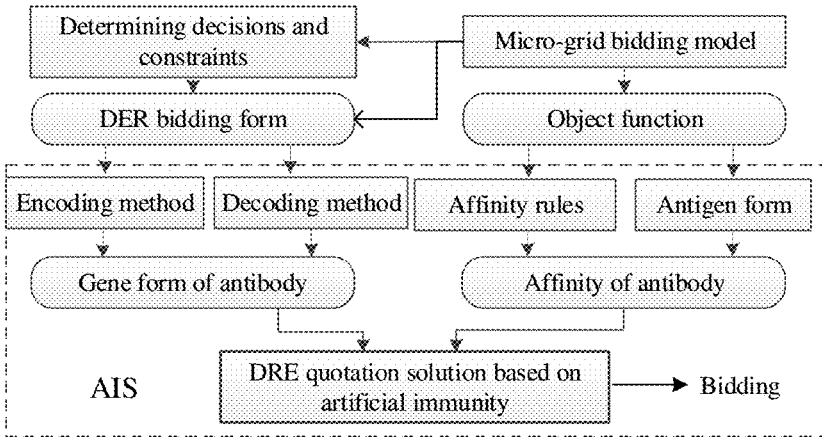 Determining decisions and
constraints
Micro-grid bidding model
DER bidding form
Object function
Encoding method
Decoding method
Affinity rules
Antigen form
Gene form of antibody
Affinity of antibody
AIS
DRE quotation solution based on
artificial immunity
Bidding